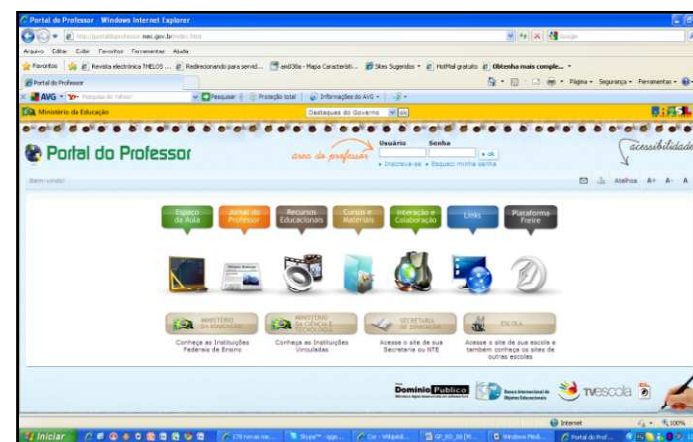 Portal do Professor - Windows Internet Explorer
http://portaldoprofessor.mec.gov.br/index.html
Google
Arquivo Editar Exibir Favoritos Ferramentas Ajuda
Favoritos Revista electrónica THELOS ... Redirecionando para servid... Sites Sugeridos HotMail gratuito Obtenha mais comple...
Portal do Professor
Página Segurança Ferramentas
AVG Pesquisar Proteção total Informações do AVG
Ministério da Educação Destaques do Governo
Portal do Professor
área do professor
Usuário Senha
ok
Inscreva-se Esqueci minha senha
acessibilidade
Bem-vindo!
Atalhos A+ A- A
Espaço da Aula
Jornal do Professor
Recursos Educacionais
Cursos e Materiais
Interação e Colaboração
Links
Plataforma Freire
MINISTÉRIO DA EDUCAÇÃO
MINISTÉRIO DA CIÊNCIA E TECNOLOGIA
SECRETARIA DE EDUCAÇÃO
ESCOLA
Conheça as Instituições Federais de Ensino
Conheça as Instituições Vinculadas
Acesse o site de sua Secretaria ou NTE
Acesse o site de sua escola e também conheça os sites de outras escolas
Domínio Público
Banco Internacional de Objetos Educacionais
TVESCOLA
Internet
100%
Iniciar
Skype™
Portal do Prof...